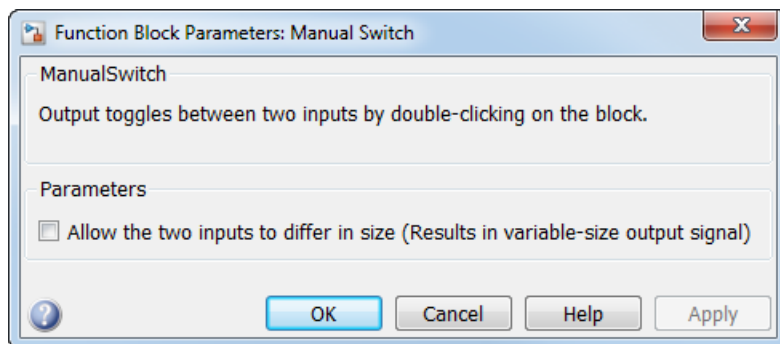 Function Block Parameters: Manual Switch
ManualSwitch
Output toggles between two inputs by double-clicking on the block.
Parameters
Allow the two inputs to differ in size (Results in variable-size output signal)
? OK Cancel Help Apply